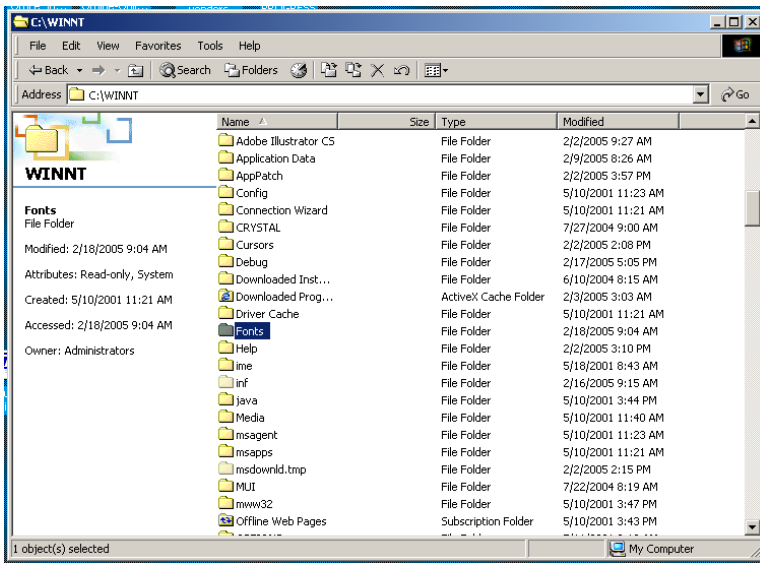 C:\WINNT
File Edit View Favorites Tools Help
Back Search Folders
Address C:\WINNT Go
Name Size Type Modified
WINNT
Fonts
File Folder
Modified: 2/18/2005 9:04 AM
Attributes: Read-only, System
Created: 5/10/2001 11:21 AM
Accessed: 2/18/2005 9:04 AM
Owner: Administrators
Adobe Illustrator CS File Folder 2/2/2005 9:27 AM
Application Data File Folder 2/9/2005 8:26 AM
AppPatch File Folder 2/2/2005 3:57 PM
Config File Folder 5/10/2001 11:23 AM
Connection Wizard File Folder 5/10/2001 11:21 AM
CRYSTAL File Folder 7/27/2004 9:00 AM
Cursors File Folder 2/2/2005 2:08 PM
Debug File Folder 2/17/2005 5:05 PM
Downloaded Inst... File Folder 6/10/2004 8:15 AM
Downloaded Prog... ActiveX Cache Folder 2/3/2005 3:03 AM
Driver Cache File Folder 5/10/2001 11:21 AM
Fonts File Folder 2/18/2005 9:04 AM
Help File Folder 2/2/2005 3:10 PM
ime File Folder 5/18/2001 8:43 AM
inf File Folder 2/16/2005 9:15 AM
java File Folder 5/10/2001 3:44 PM
Media File Folder 5/10/2001 11:40 AM
msagent File Folder 5/10/2001 11:23 AM
msapps File Folder 5/10/2001 11:21 AM
msdownld.tmp File Folder 2/2/2005 2:15 PM
MUI File Folder 7/22/2004 8:19 AM
mww32 File Folder 5/10/2001 3:47 PM
Offline Web Pages Subscription Folder 5/10/2001 3:43 PM
1 object(s) selected My Computer